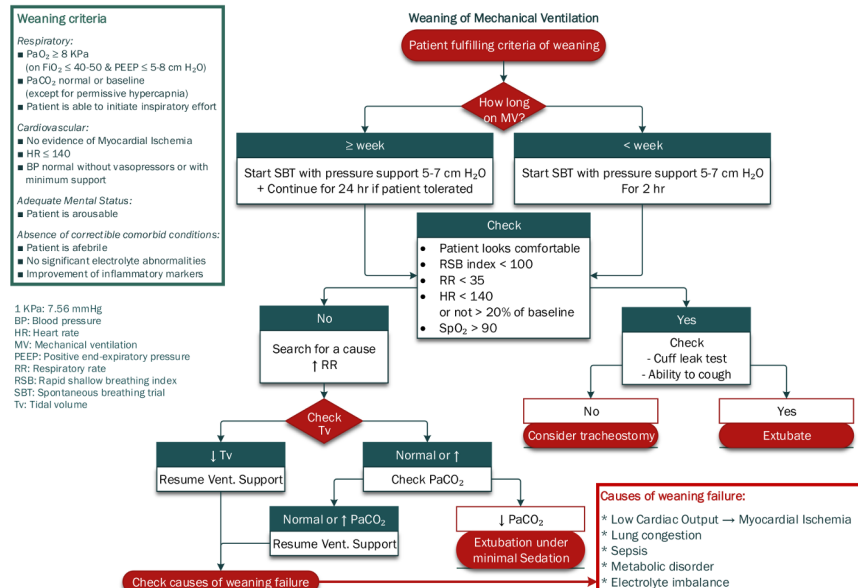 Weaning of Mechanical Ventilation
Weaning criteria
Respiratory:
■ PaO₂ ≥ 8 KPa
(on FiO₂ ≤ 40-50 & PEEP ≤ 5-8 cm H₂O)
■ PaCO₂ normal or baseline
(except for permissive hypercapnia)
■ Patient is able to initiate inspiratory effort
Cardiovascular:
■ No evidence of Myocardial Ischemia
■ HR ≤ 140
■ BP normal without vasopressors or with
minimum support
Adequate Mental Status:
■ Patient is arousable
Absence of correctible comorbid conditions:
■ Patient is afebrile
■ No significant electrolyte abnormalities
■ Improvement of inflammatory markers
1 KPa: 7.56 mmHg
BP: Blood pressure
HR: Heart rate
MV: Mechanical ventilation
PEEP: Positive end-expiratory pressure
RR: Respiratory rate
RSB: Rapid shallow breathing index
SBT: Spontaneous breathing trial
Tv: Tidal volume
Patient fulfilling criteria of weaning
How long
on MV?
≥ week
Start SBT with pressure support 5-7 cm H₂O
+ Continue for 24 hr if patient tolerated
< week
Start SBT with pressure support 5-7 cm H₂O
For 2 hr
Check
• Patient looks comfortable
• RSB index < 100
• RR < 35
• HR < 140
or not > 20% of baseline
• SpO₂ > 90
No
Search for a cause
↑ RR
Yes
Check
- Cuff leak test
- Ability to cough
No
Consider tracheostomy
Yes
Extubate
Check
Tv
↓ Tv
Resume Vent. Support
Normal or ↑
Check PaCO₂
Normal or ↑ PaCO₂
Resume Vent. Support
↓ PaCO₂
Extubation under
minimal Sedation
Check causes of weaning failure
Causes of weaning failure:
* Low Cardiac Output → Myocardial Ischemia
* Lung congestion
* Sepsis
* Metabolic disorder
* Electrolyte imbalance